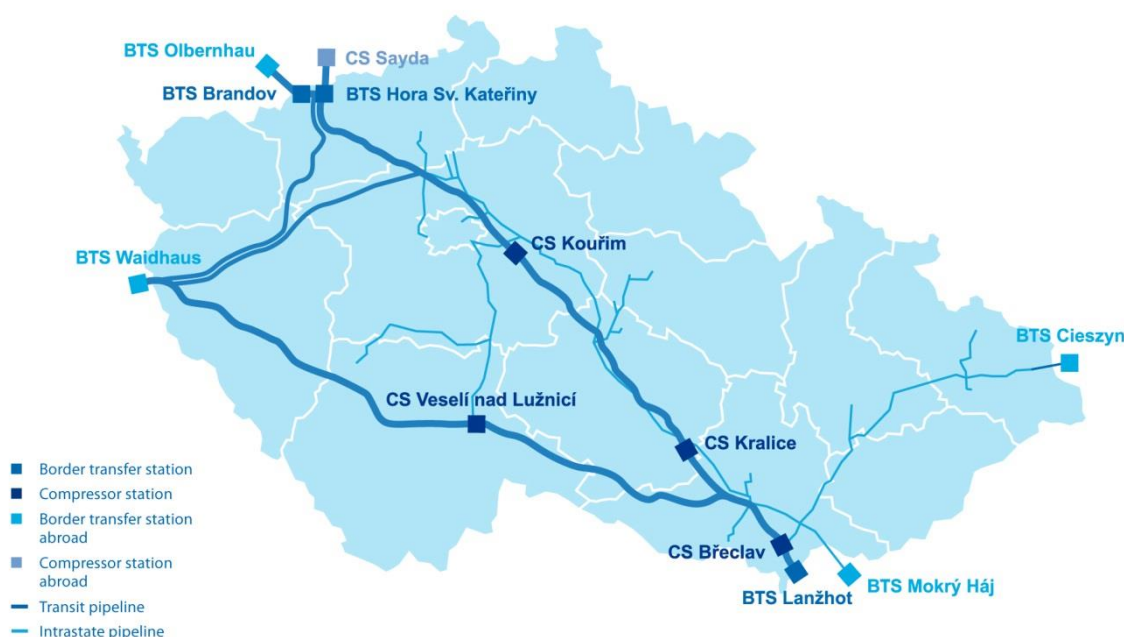 BTS Olbernhau
CS Sayda
BTS Brandov
BTS Hora Sv. Kateřiny
CS Kouřim
BTS Waidhaus
BTS Cieszyn
CS Veselí nad Lužnicí
CS Kralice
Border transfer station
Compressor station
Border transfer station
abroad
Compressor station
abroad
Transit pipeline
Intrastate pipeline
CS Břeclav
BTS Lanžhot
BTS Mokrý Háj